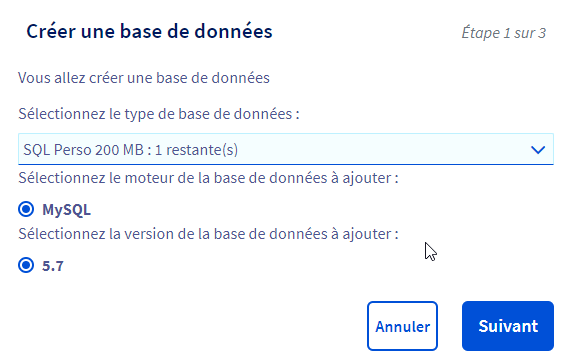 Créer une base de données
Étape 1 sur 3
Vous allez créer une base de données
Sélectionnez le type de base de données :
SQL Perso 200 MB : 1 restante(s)
Sélectionnez le moteur de la base de données à ajouter :
MySQL
Sélectionnez la version de la base de données à ajouter :
5.7
Annuler
Suivant